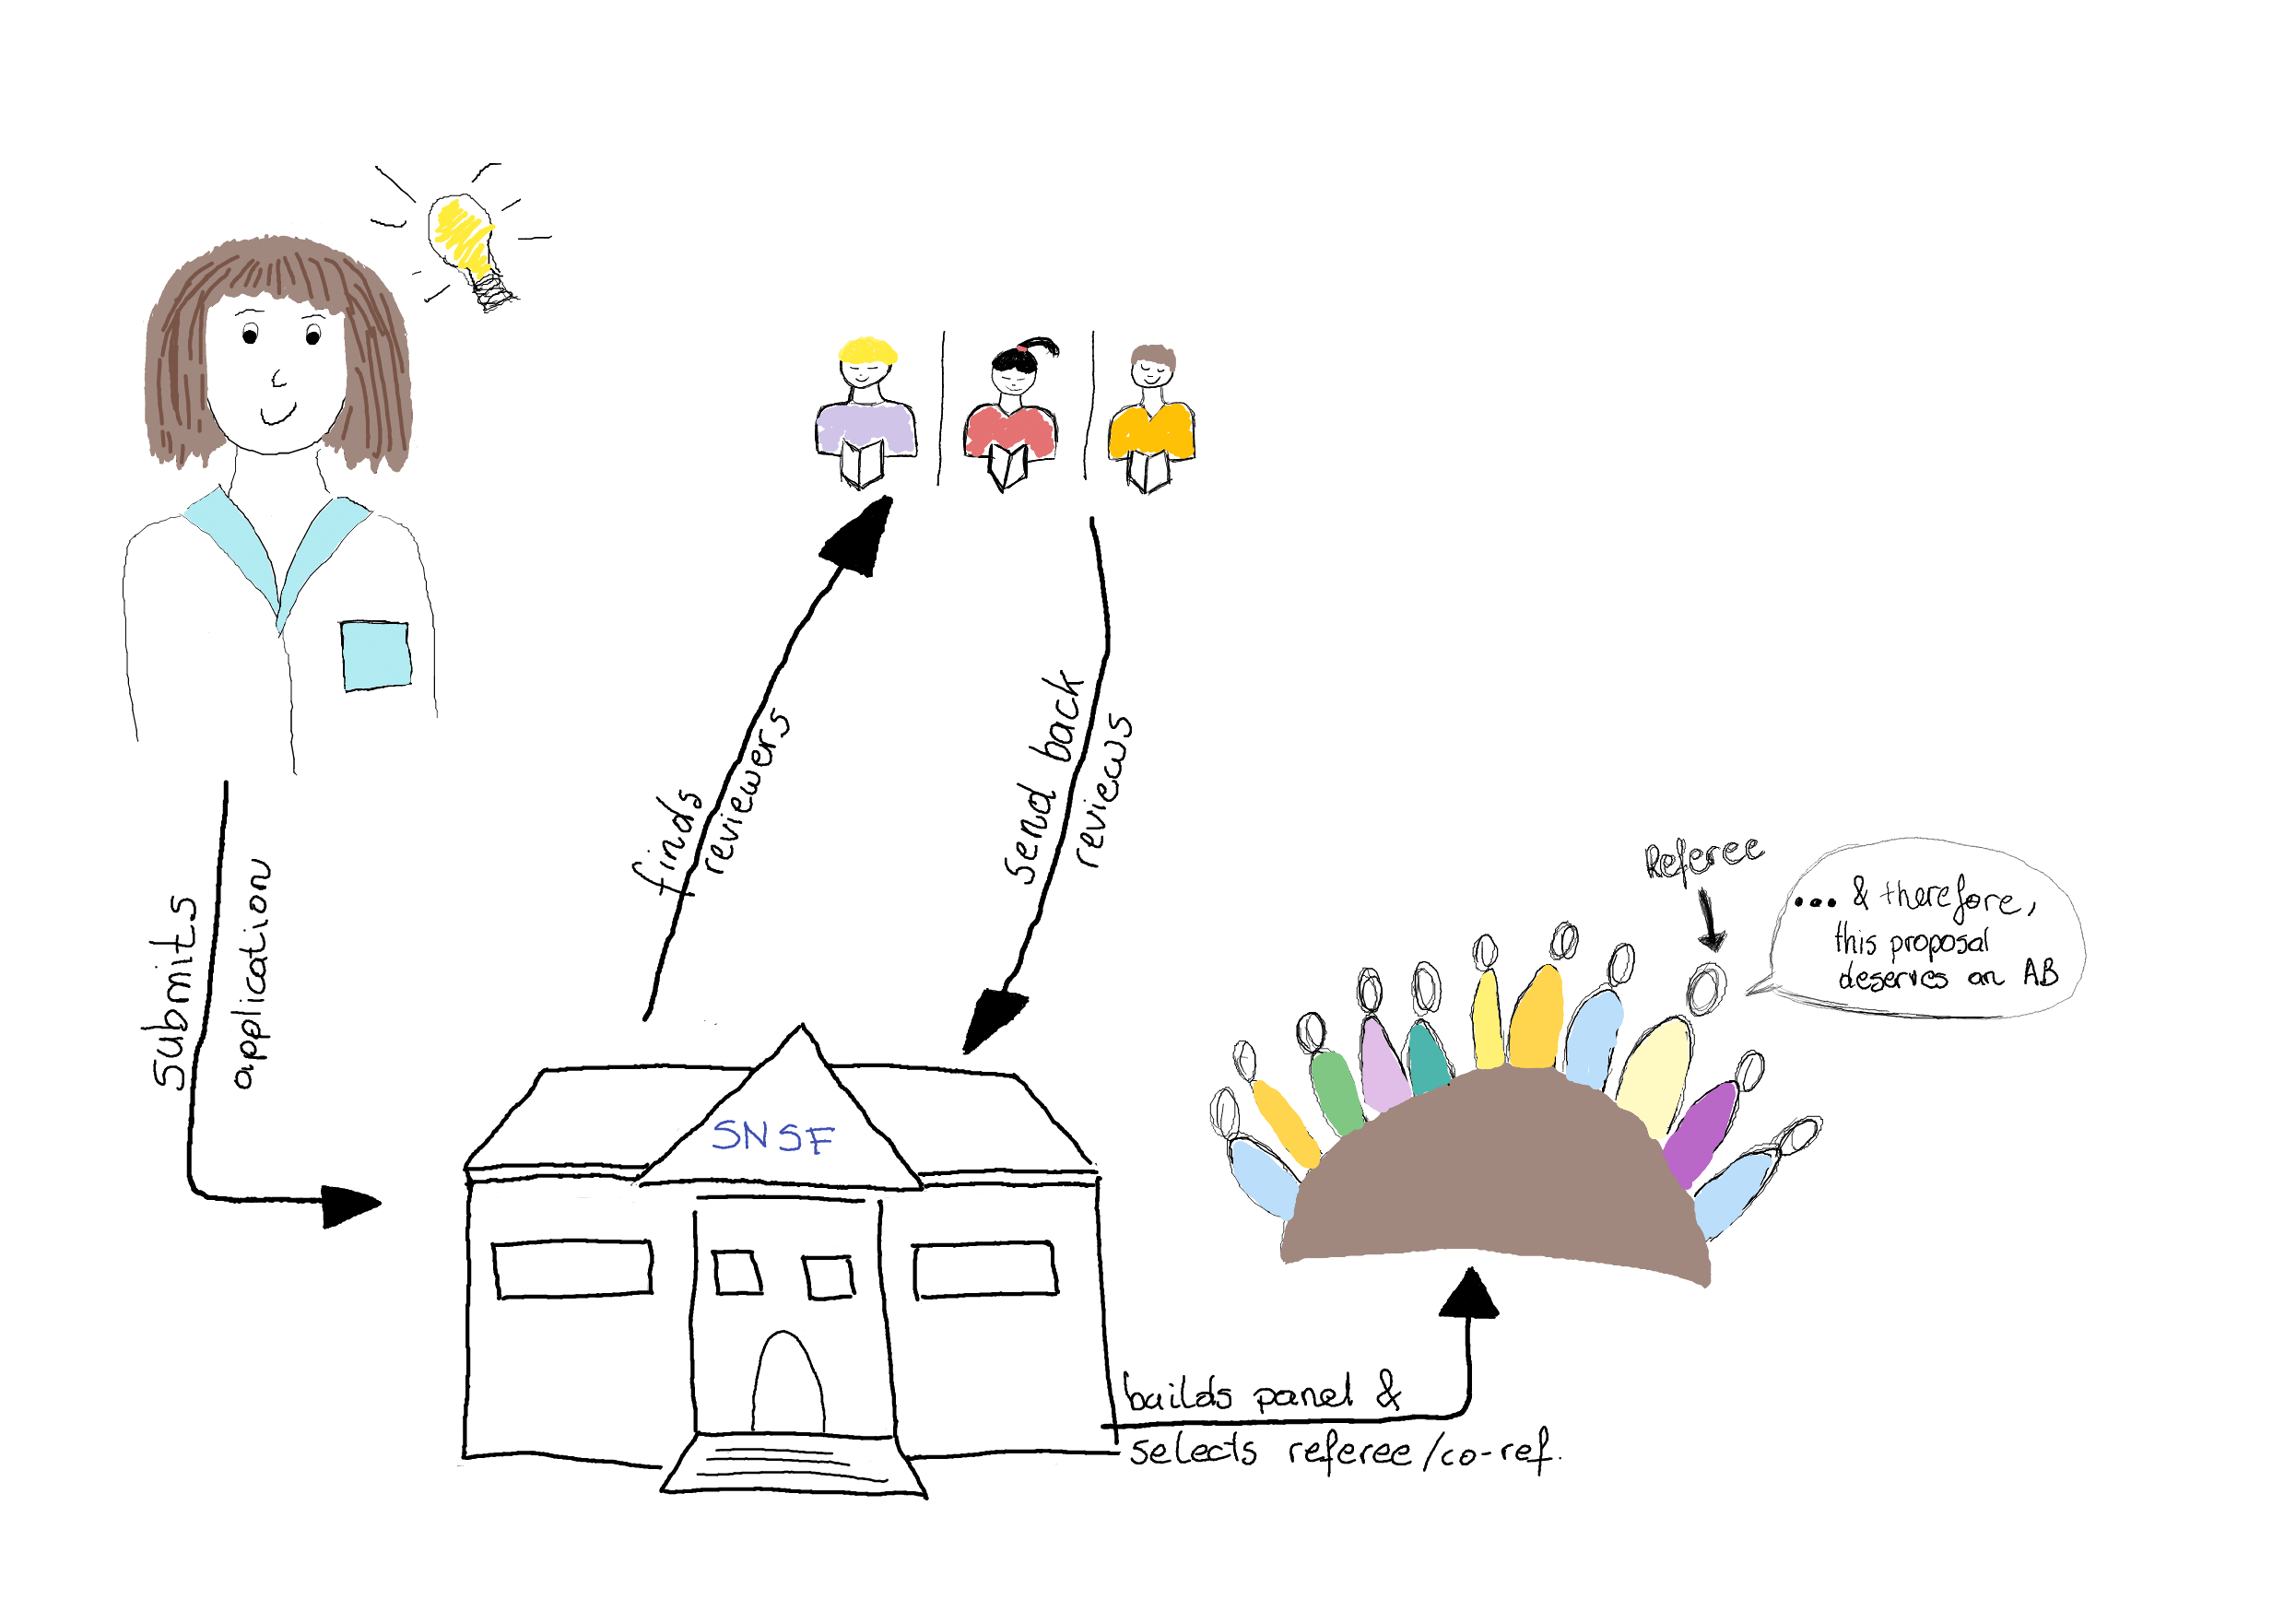 submits
application
finds
reviewers
send back
reviews
SNSF
Referee
... & therefore,
this proposal
deserves an AB
builds panel &
selects referee/co-ref.